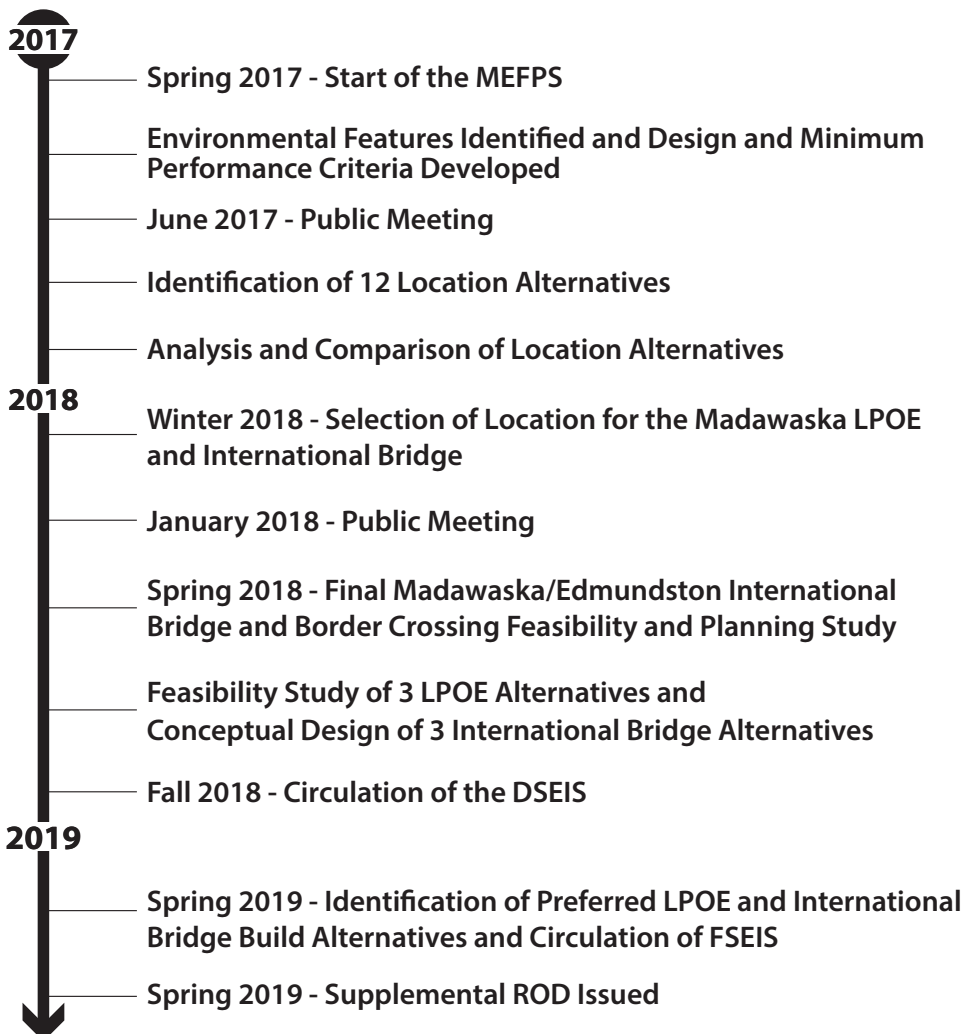 2017
Spring 2017 - Start of the MEFPS
Environmental Features Identified and Design and Minimum
Performance Criteria Developed
June 2017 - Public Meeting
Identification of 12 Location Alternatives
Analysis and Comparison of Location Alternatives
2018
Winter 2018 - Selection of Location for the Madawaska LPOE
and International Bridge
January 2018 - Public Meeting
Spring 2018 - Final Madawaska/Edmundston International
Bridge and Border Crossing Feasibility and Planning Study
Feasibility Study of 3 LPOE Alternatives and
Conceptual Design of 3 International Bridge Alternatives
Fall 2018 - Circulation of the DSEIS
2019
Spring 2019 - Identification of Preferred LPOE and International
Bridge Build Alternatives and Circulation of FSEIS
Spring 2019 - Supplemental ROD Issued